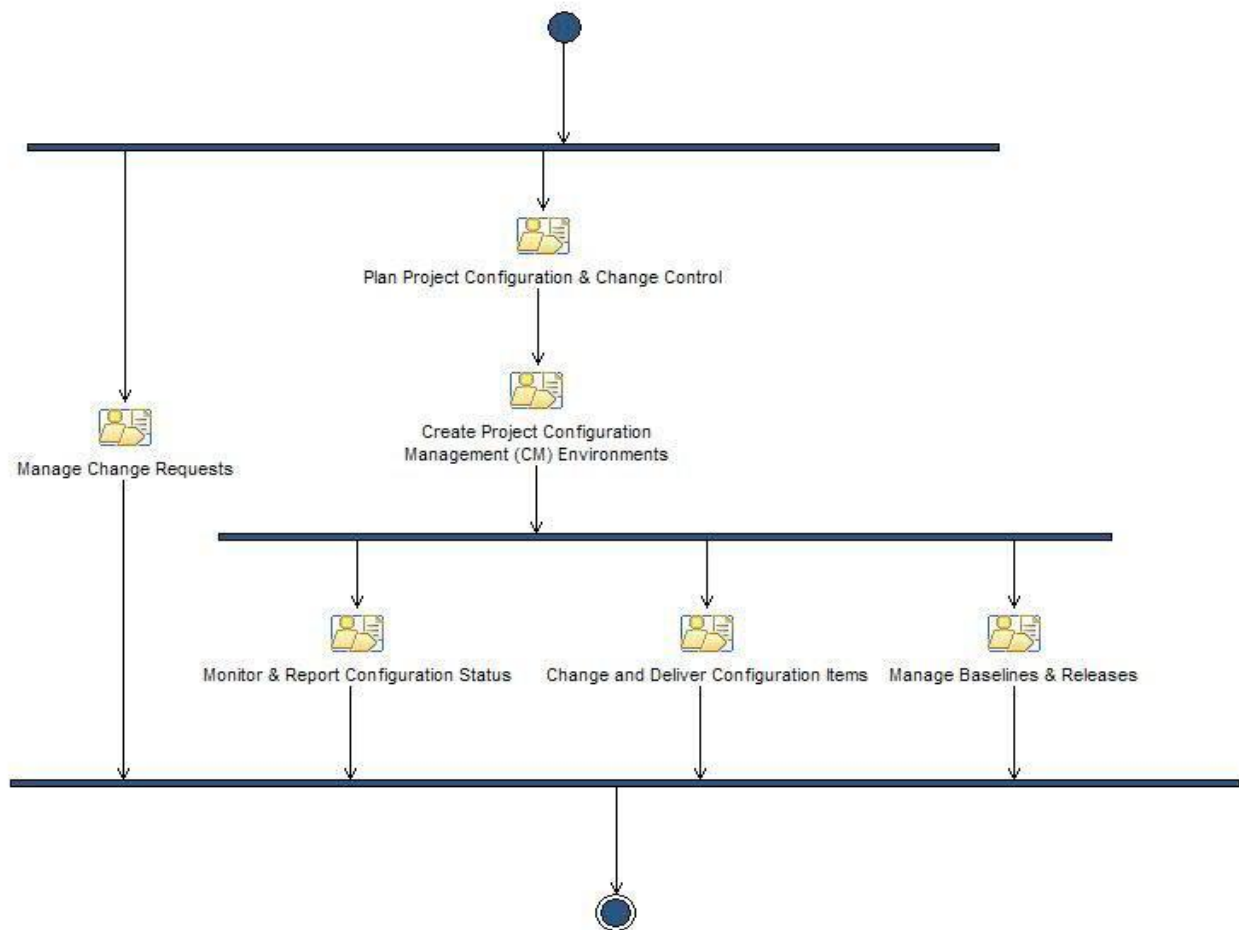 Plan Project Configuration & Change Control
Create Project Configuration
Management (CM) Environments
Manage Change Requests
Monitor & Report Configuration Status
Change and Deliver Configuration Items
Manage Baselines & Releases